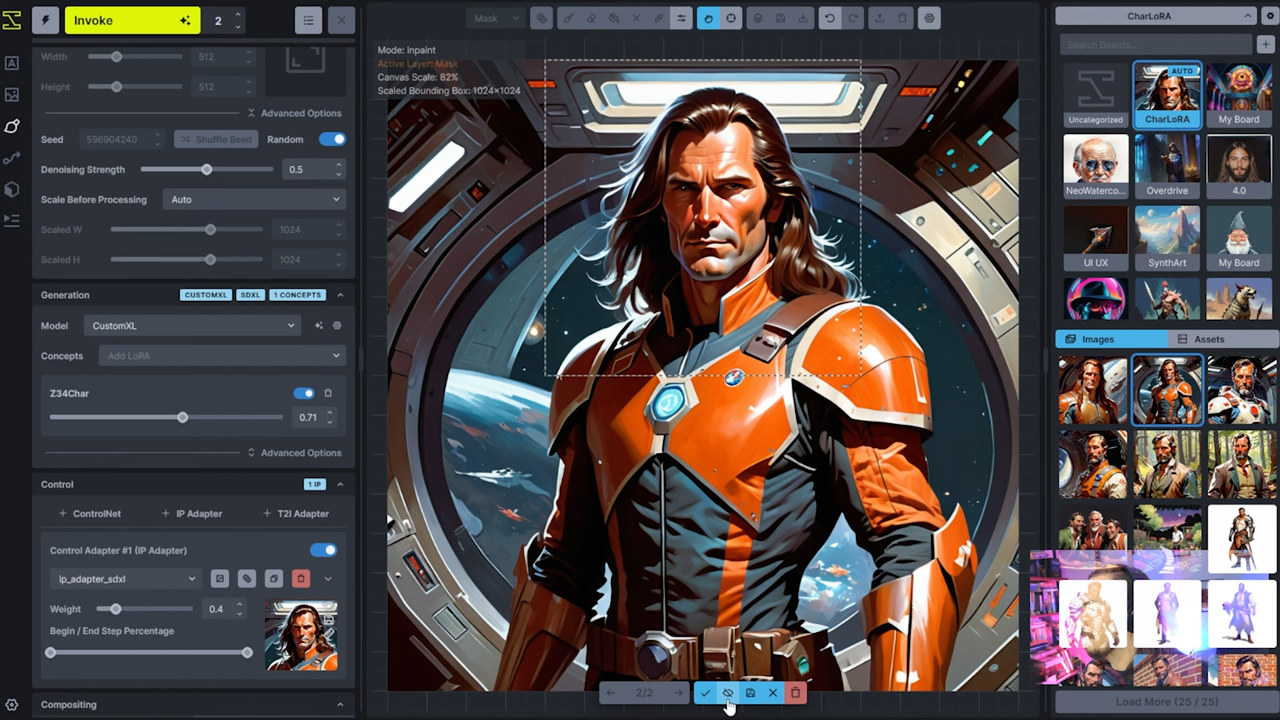 Invoke
2
Width
512
Height
512
Advanced Options
Seed
596904240
Shuffle Seed
Random
Denoising Strength
0.5
Scale Before Processing
Auto
Scaled W
1024
Scaled H
1024
Generation
CUSTOMXL
SDXL
1 CONCEPTS
Model
CustomXL
Concepts
Add LoRA
Z34Char
0.71
Advanced Options
Control
1 IP
+ ControlNet
+ IP Adapter
+ T2I Adapter
Control Adapter #1 (IP Adapter)
ip_adapter_sdxl
Weight
0.4
Begin / End Step Percentage
Compositing
Mask
Mode: inpaint
Active Layer: Mask
Canvas Scale: 82%
Scaled Bounding Box: 1024×1024
2/2
CharLoRA
Search Boards...
Uncategorized
AUTO
CharLoRA
My Board
NeoWaterco...
Overdrive
4.0
UI UX
SynthArt
My Board
Images
Assets
Load More (25 / 25)